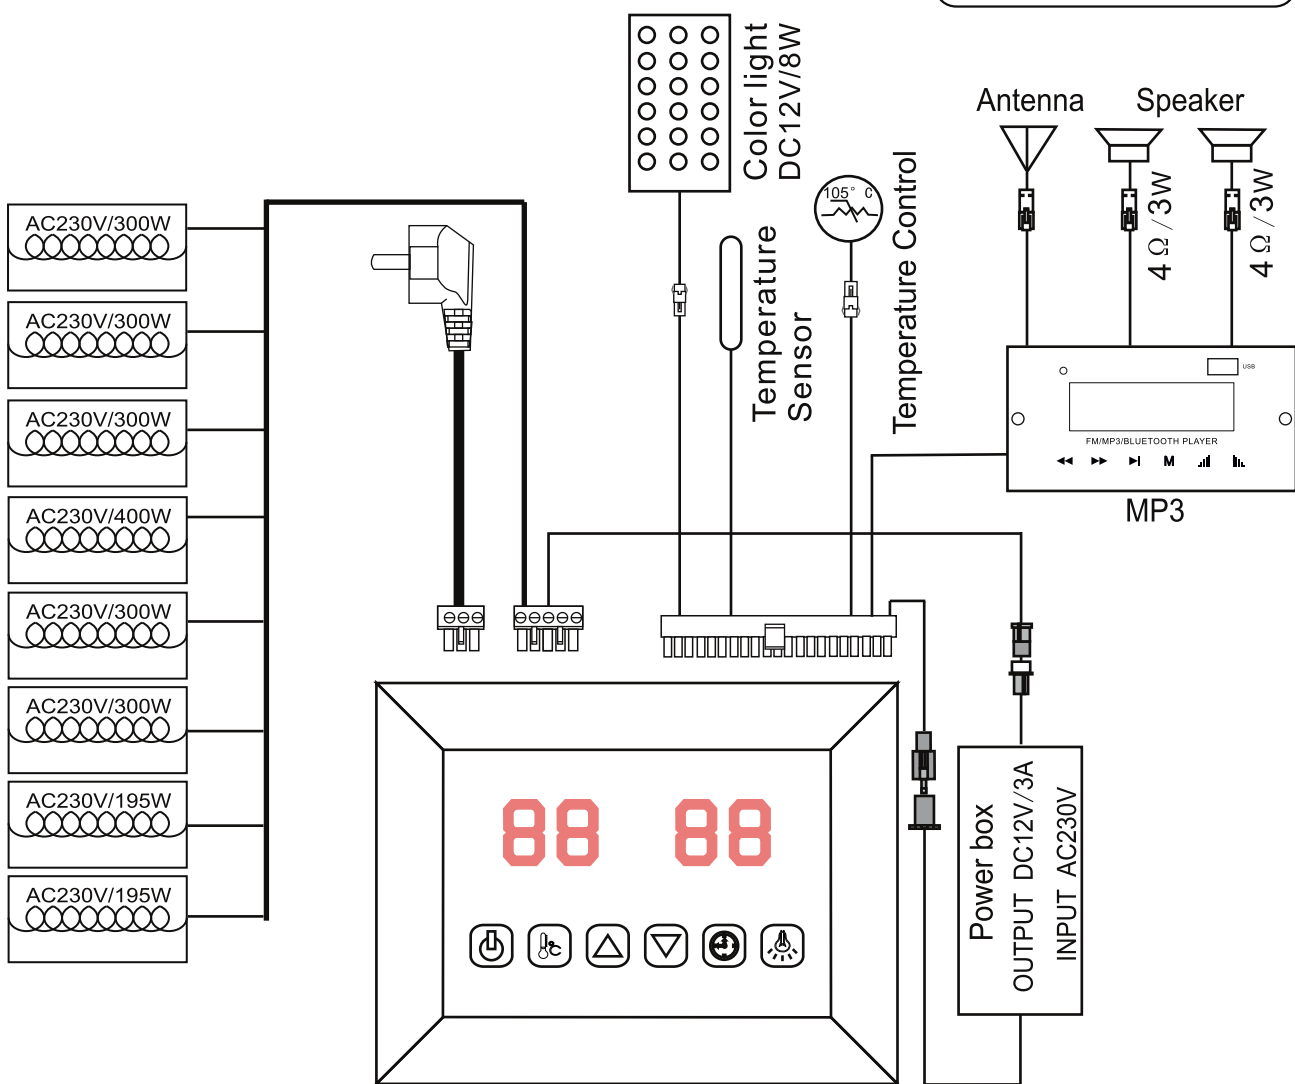 Color light
DC12V/8W
Antenna
Speaker
105° C
4 Ω / 3W
4 Ω / 3W
AC230V/300W
AC230V/300W
AC230V/300W
AC230V/400W
AC230V/300W
AC230V/300W
AC230V/195W
AC230V/195W
Temperature
Sensor
Temperature Control
USB
FM/MP3/BLUETOOTH PLAYER
M
MP3
88 88
°C
Power box
OUTPUT DC12V/3A
INPUT AC230V